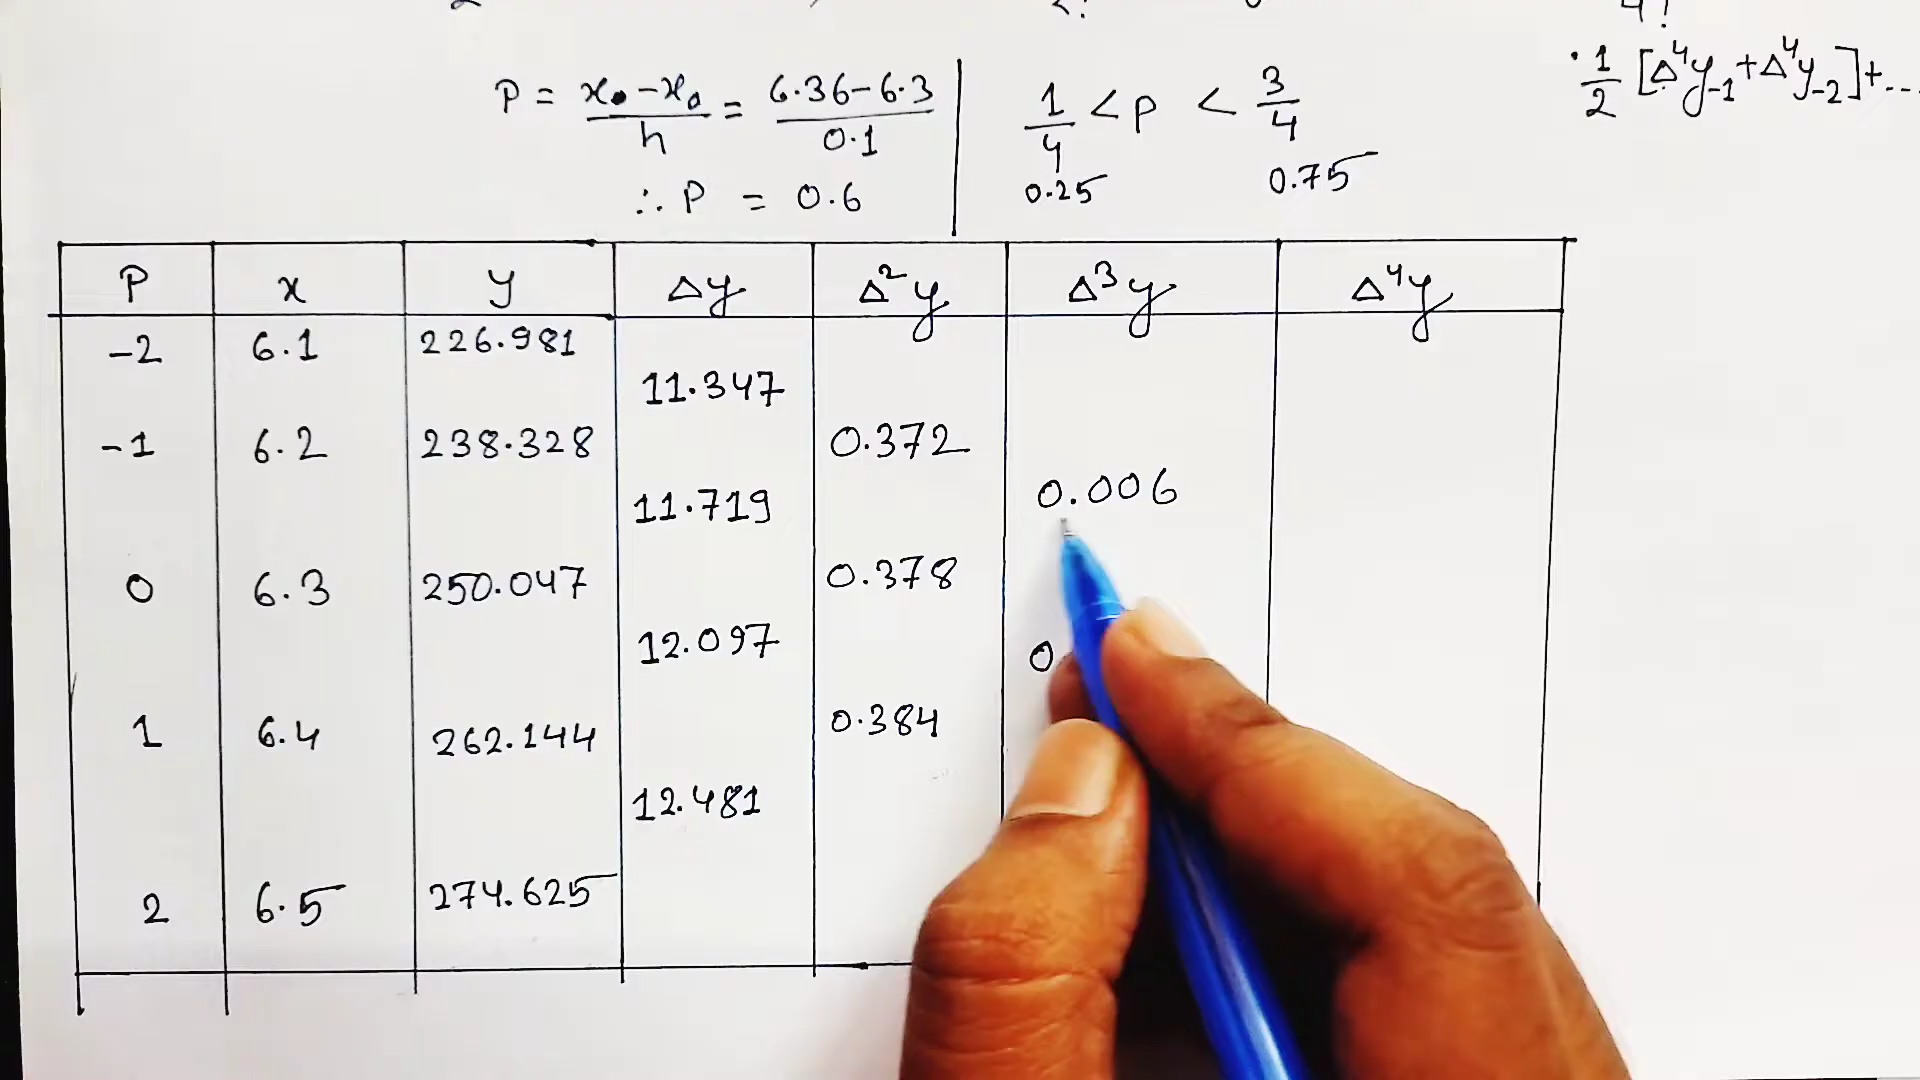 4!
P = x₀ - x₀ / h = 6.36 - 6.3 / 0.1
1/4 < p < 3/4
0.25 0.75
· 1/2 [Δ⁴y₋₁ + Δ⁴y₋₂] + ...
∴ P = 0.6
P x y Δy Δ²y Δ³y Δ⁴y
-2 6.1 226.981
11.347
-1 6.2 238.328 0.372
11.719 0.006
0 6.3 250.047 0.378
12.097 0
1 6.4 262.144 0.384
12.481
2 6.5 274.625